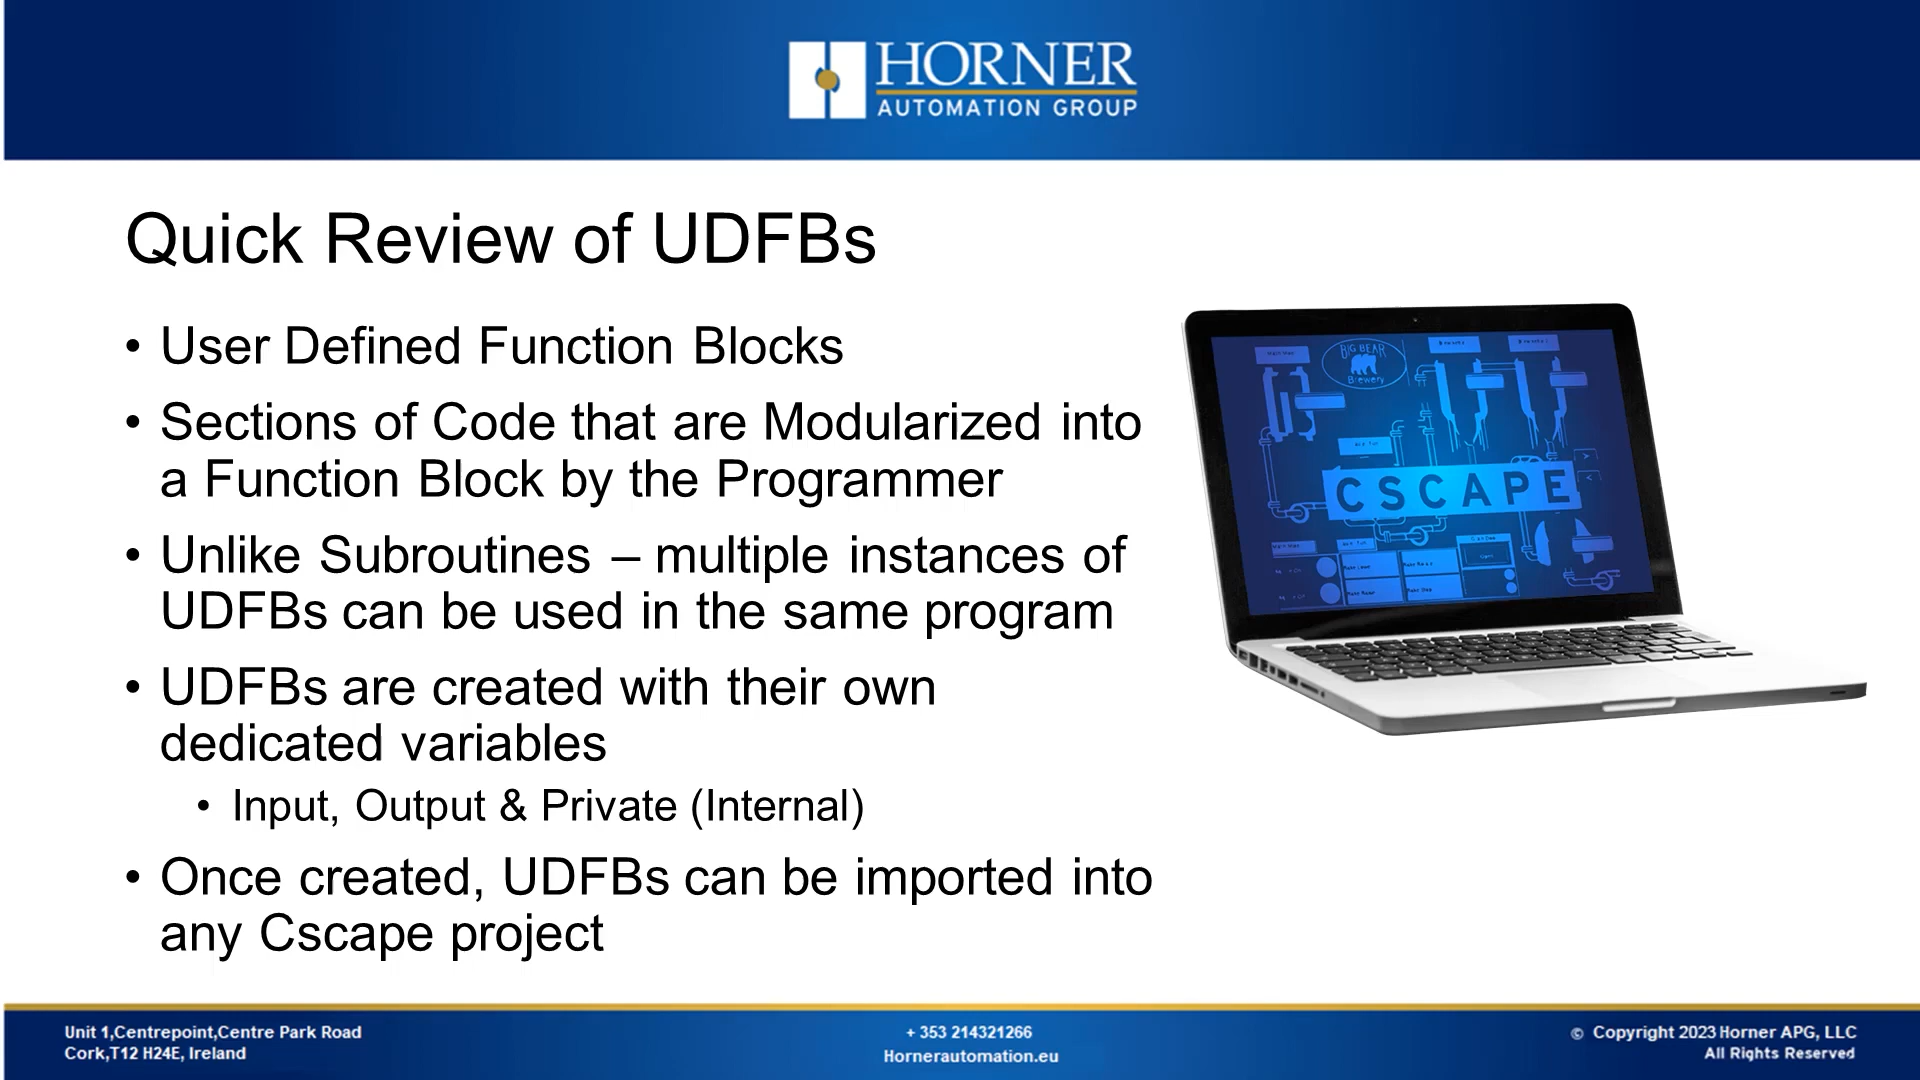 HORNER
AUTOMATION GROUP
Quick Review of UDFBs
• User Defined Function Blocks
• Sections of Code that are Modularized into
a Function Block by the Programmer
• Unlike Subroutines – multiple instances of
UDFBs can be used in the same program
• UDFBs are created with their own
dedicated variables
• Input, Output & Private (Internal)
• Once created, UDFBs can be imported into
any Cscape project
BIG BEAR
Brewery
CSCAPE
Unit 1,Centrepoint,Centre Park Road
Cork,T12 H24E, Ireland
+ 353 214321266
Hornerautomation.eu
© Copyright 2023 Horner APG, LLC
All Rights Reserved